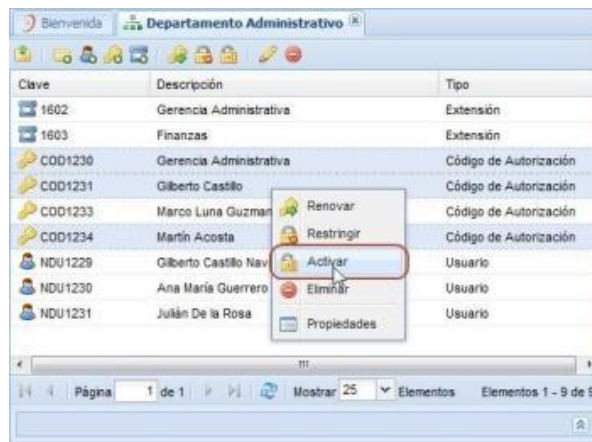 Bienvenida Departamento Administrativo
Clave Descripción Tipo
1602 Gerencia Administrativa Extensión
1603 Finanzas Extensión
COD1230 Gerencia Administrativa Código de Autorización
COD1231 Gilberto Castillo Código de Autorización
COD1233 Marco Luna Guzman Código de Autorización
COD1234 Martín Acosta Código de Autorización
NDU1229 Gilberto Castillo Nav Usuario
NDU1230 Ana María Guerrero Usuario
NDU1231 Julián De la Rosa Usuario
Renovar
Restringir
Activar
Eliminar
Propiedades
Página 1 de 1 Mostrar 25 Elementos Elementos 1 - 9 de 9